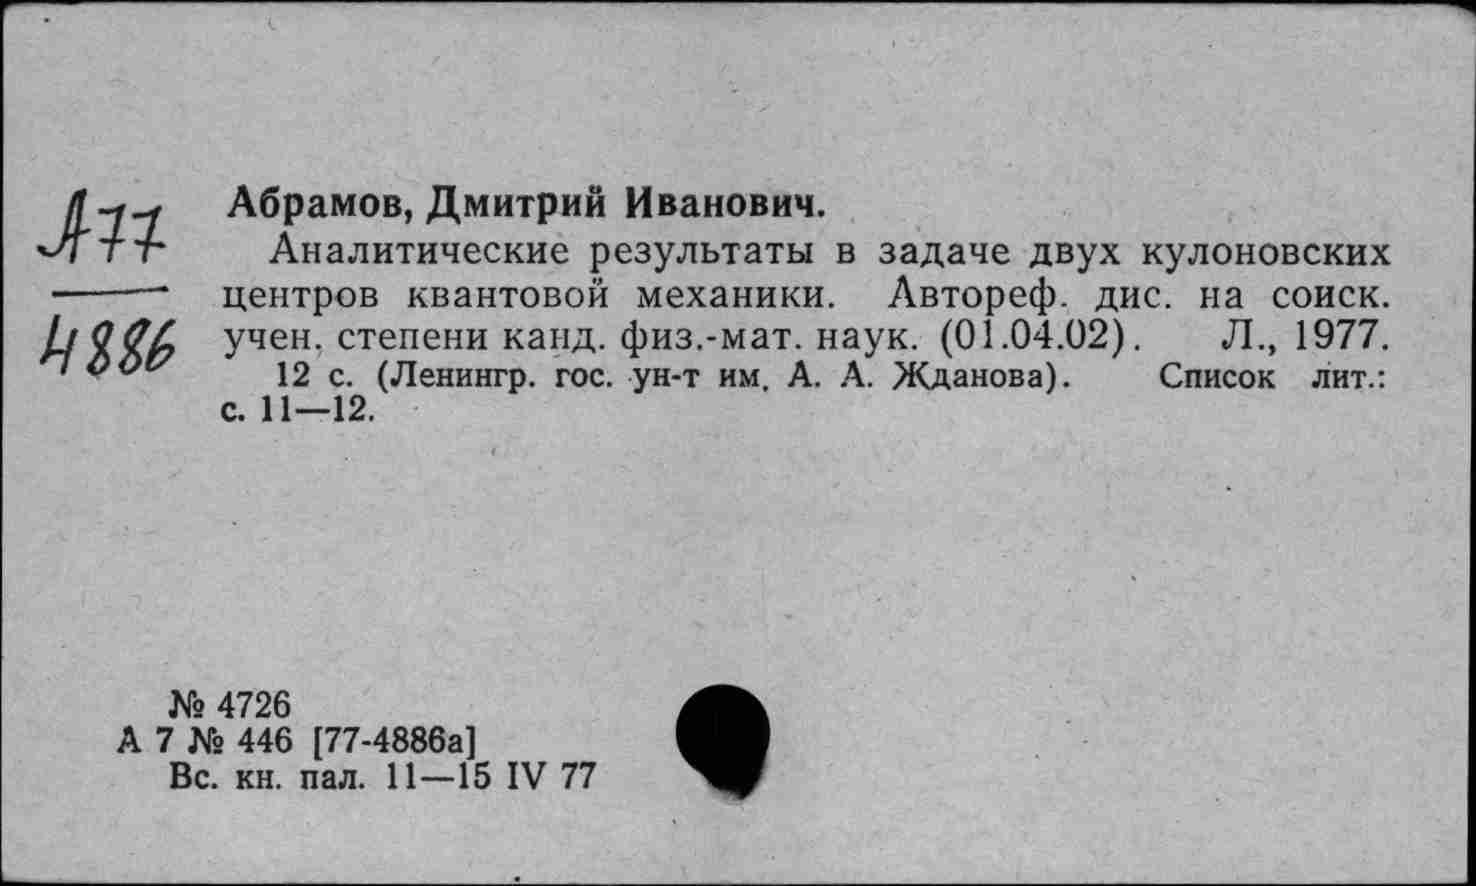 А77
4886
Абрамов, Дмитрий Иванович.
Аналитические результаты в задаче двух кулоновских
центров квантовой механики. Автореф. дис. на соиск.
учен. степени канд. физ.-мат. наук. (01.04.02). Л., 1977.
12 с. (Ленингр. гос. ун-т им. А. А. Жданова). Список лит.:
с. 11—12.
№ 4726
А 7 № 446 [77-4886а]
Вс. кн. пал. 11—15 IV 77